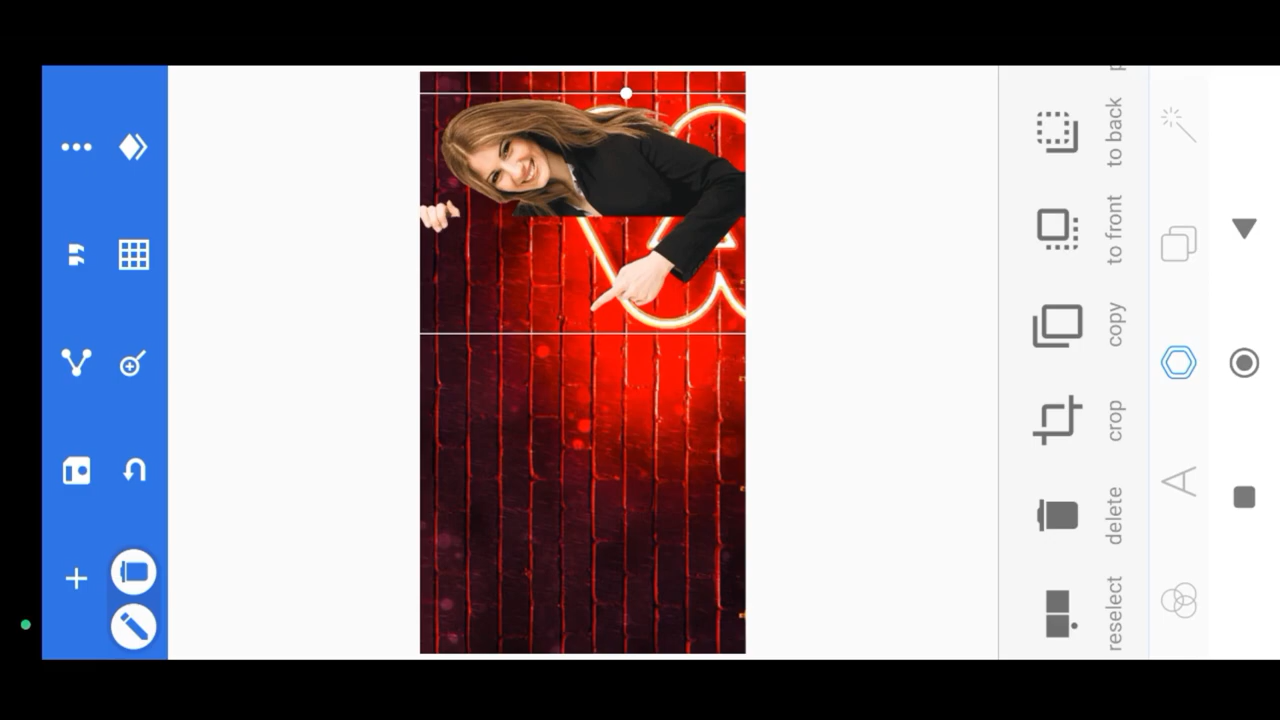 reselect
delete
crop
copy
to front
to back